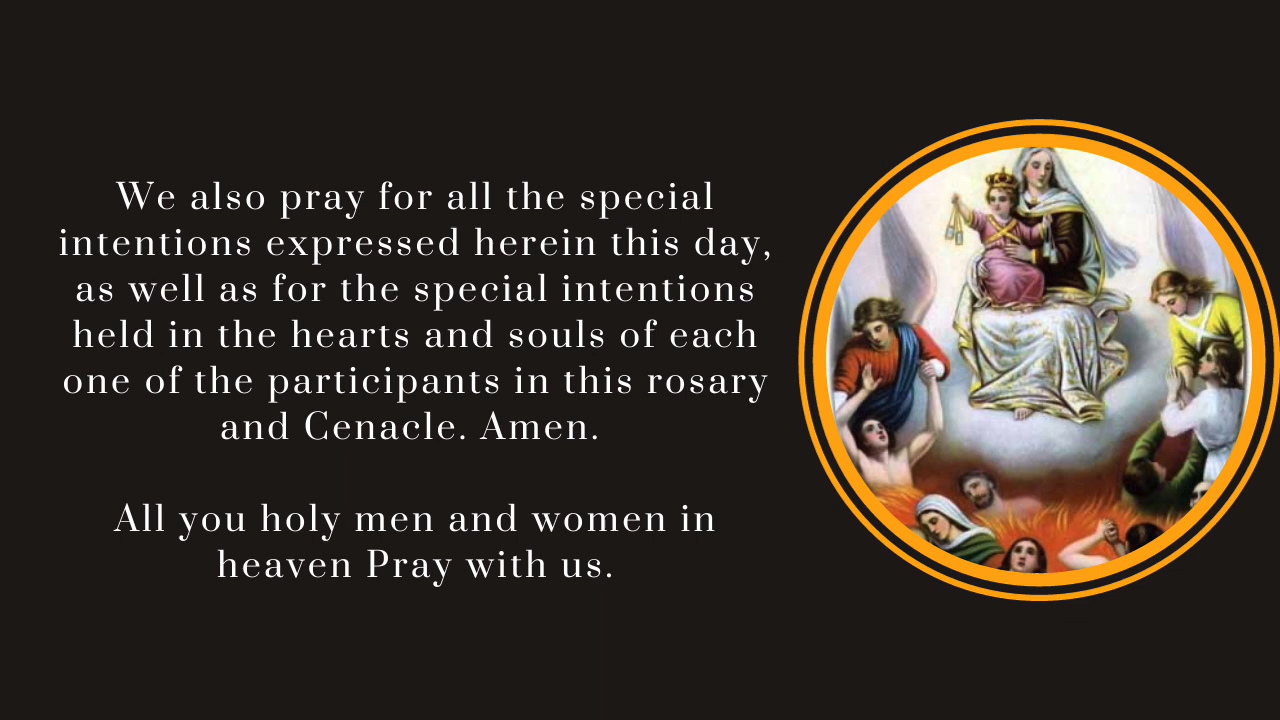 We also pray for all the special
intentions expressed herein this day,
as well as for the special intentions
held in the hearts and souls of each
one of the participants in this rosary
and Cenacle. Amen.
All you holy men and women in
heaven Pray with us.